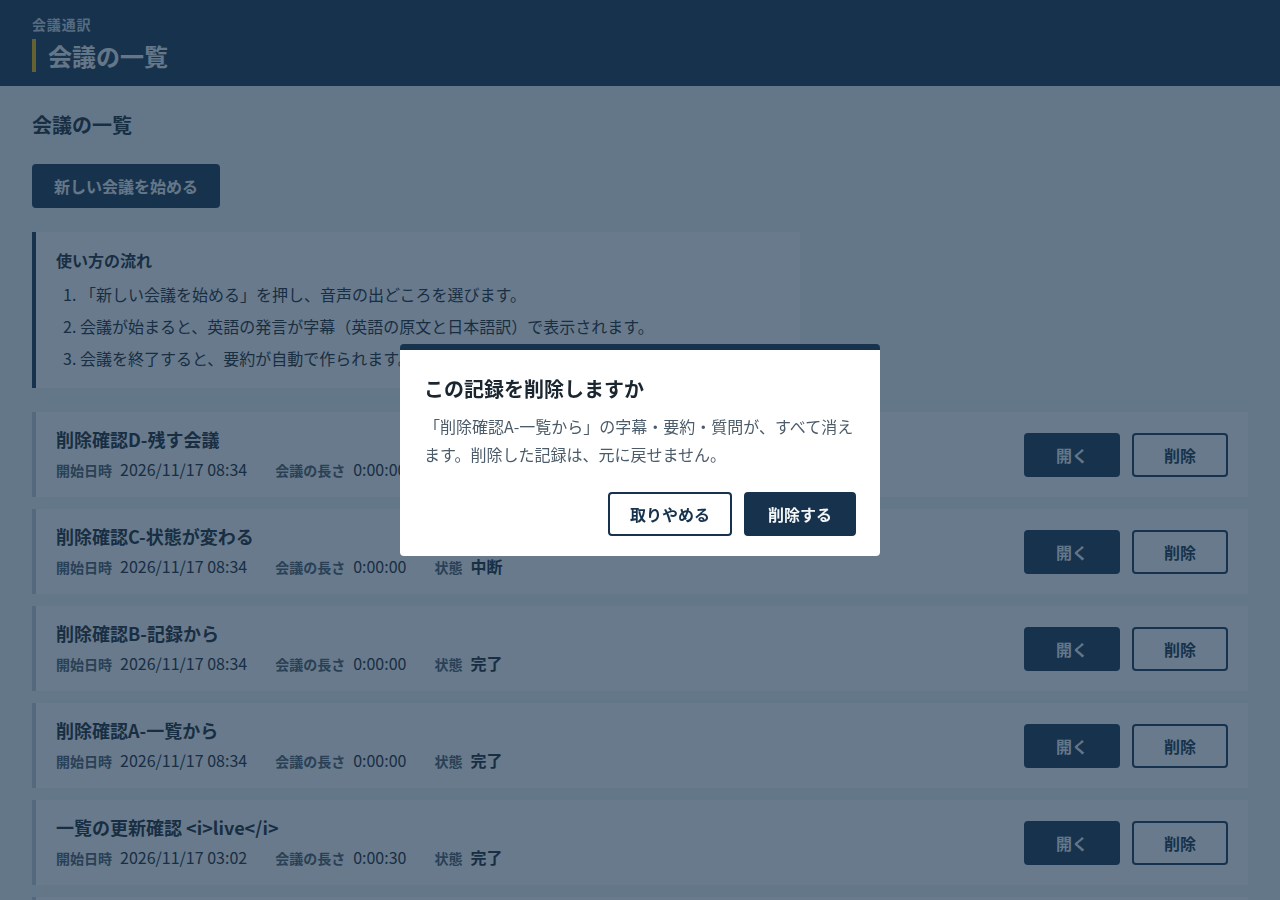 会議通訳
会議の一覧
会議の一覧
新しい会議を始める
使い方の流れ
1. 「新しい会議を始める」を押し、音声の出どころを選びます。
2. 会議が始まると、英語の発言が字幕（英語の原文と日本語訳）で表示されます。
3. 会議を終了すると、要約が自動で作られます。
この記録を削除しますか
「削除確認A-一覧から」の字幕・要約・質問が、すべて消え
ます。削除した記録は、元に戻せません。
取りやめる 削除する
削除確認D-残す会議
開始日時 2026/11/17 08:34 会議の長さ 0:00:00
開く 削除
削除確認C-状態が変わる
開始日時 2026/11/17 08:34 会議の長さ 0:00:00 状態 中断
開く 削除
削除確認B-記録から
開始日時 2026/11/17 08:34 会議の長さ 0:00:00 状態 完了
開く 削除
削除確認A-一覧から
開始日時 2026/11/17 08:34 会議の長さ 0:00:00 状態 完了
開く 削除
一覧の更新確認 <i>live</i>
開始日時 2026/11/17 03:02 会議の長さ 0:00:30 状態 完了
開く 削除